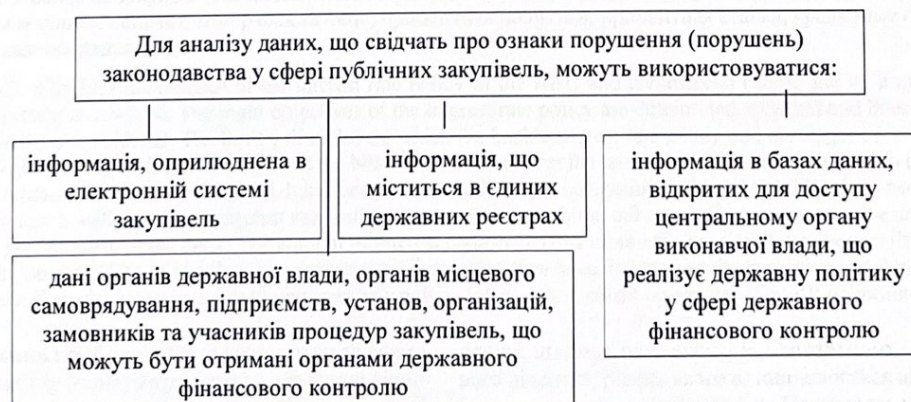 Для аналізу даних, що свідчать про ознаки порушення (порушень)
законодавства у сфері публічних закупівель, можуть використовуватися:
інформація, оприлюднена в
електронній системі
закупівель
інформація, що
міститься в єдиних
державних реєстрах
інформація в базах даних,
відкритих для доступу
центральному органу
виконавчої влади, що
реалізує державну політику
у сфері державного
фінансового контролю
дані органів державної влади, органів місцевого
самоврядування, підприємств, установ, організацій,
замовників та учасників процедур закупівель, що
можуть бути отримані органами державного
фінансового контролю